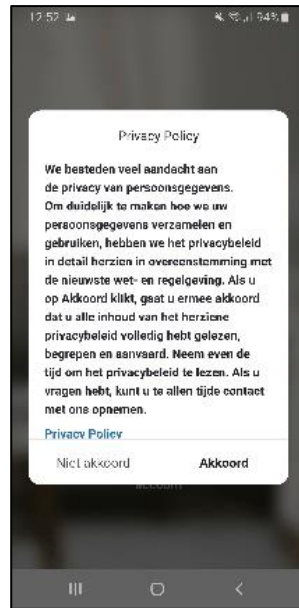 12:52 94%
Privacy Policy
We besteden veel aandacht aan
de privacy van persoonsgegevens.
Om duidelijk te maken hoe we uw
persoonsgegevens verzamelen en
gebruiken, hebben we het privacybeleid
in detail herzien in overeenstemming met
de nieuwste wet- en regelgeving. Als u
op Akkoord klikt, gaat u ermee akkoord
dat u alle inhoud van het herziene
privacybeleid volledig hebt gelezen,
begrepen en aanvaard. Neem even de
tijd om het privacybeleid te lezen. Als u
vragen hebt, kunt u te allen tijde contact
met ons opnemen.
Privacy Policy
Niet akkoord Akkoord
account